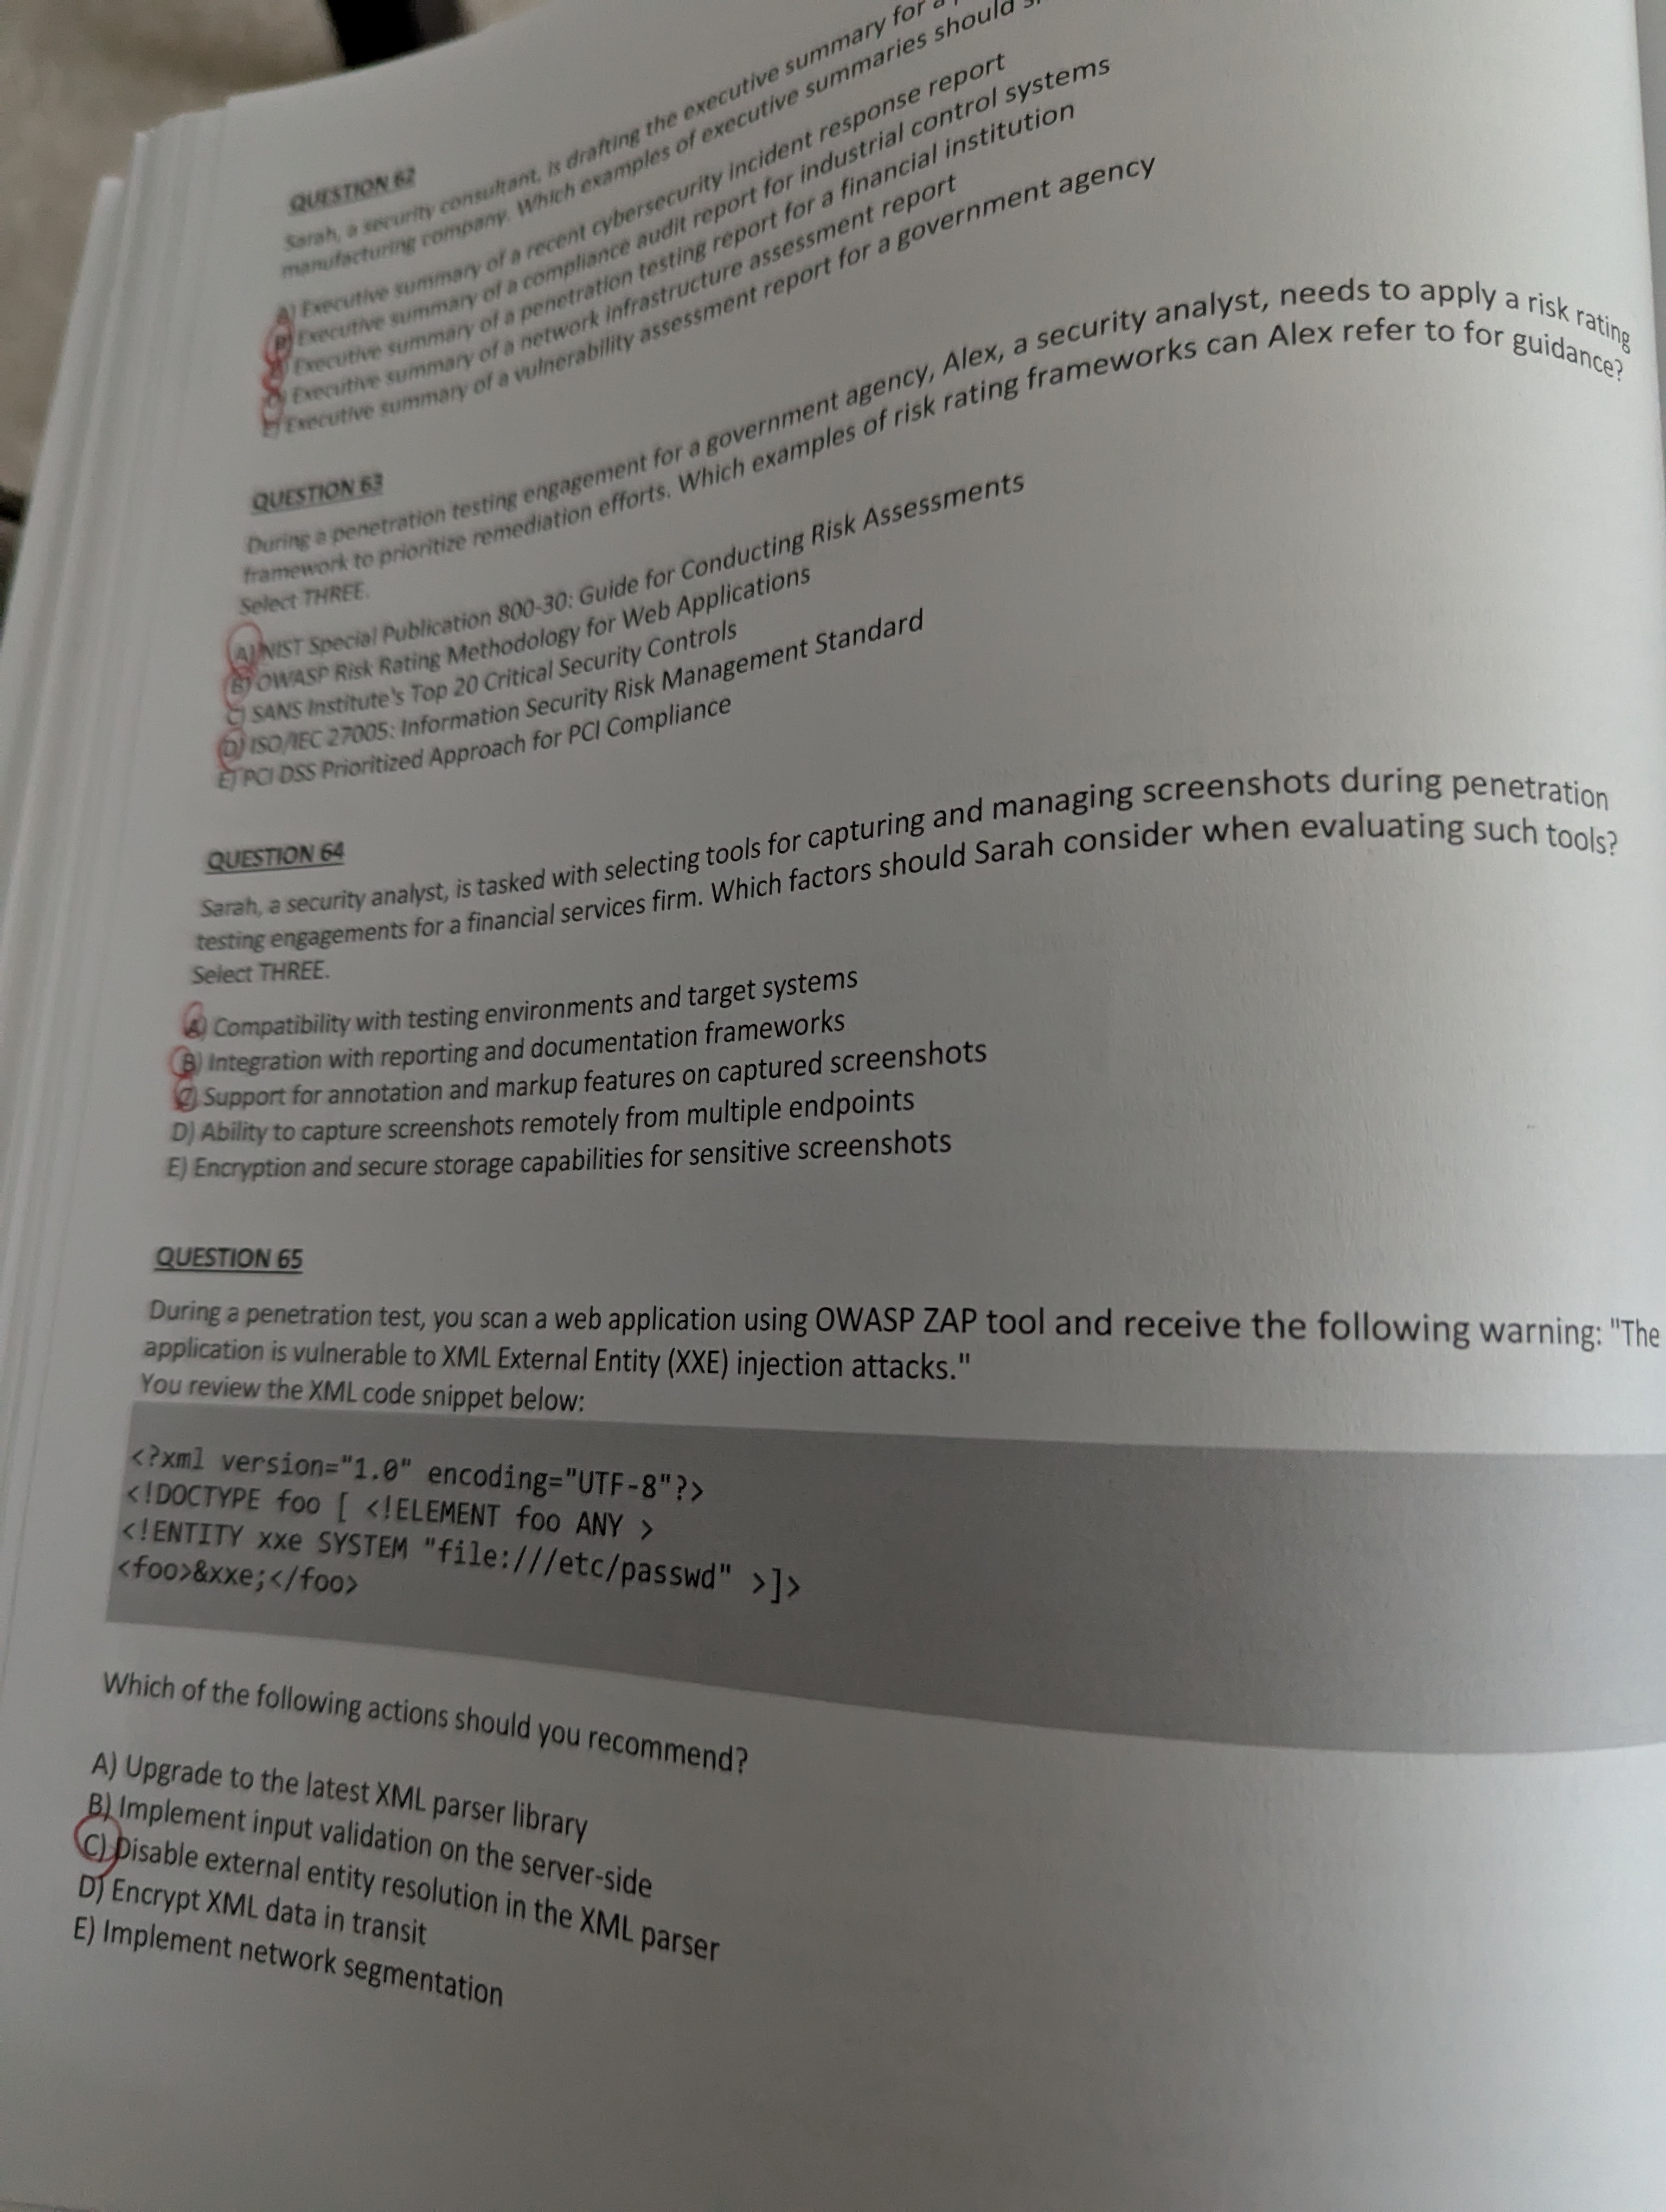 QUESTION 62
Sarah, a security consultant, is drafting the executive summary for a
manufacturing company. Which examples of executive summaries should
A) Executive summary of a recent cybersecurity incident response report
B) Executive summary of a compliance audit report for industrial control systems
Executive summary of a penetration testing report for a financial institution
Executive summary of a network infrastructure assessment report
E) Executive summary of a vulnerability assessment report for a government agency
QUESTION 63
During a penetration testing engagement for a government agency, Alex, a security analyst, needs to apply a risk rating
framework to prioritize remediation efforts. Which examples of risk rating frameworks can Alex refer to for guidance?
Select THREE.
A) NIST Special Publication 800-30: Guide for Conducting Risk Assessments
B) OWASP Risk Rating Methodology for Web Applications
C) SANS Institute's Top 20 Critical Security Controls
D) ISO/IEC 27005: Information Security Risk Management Standard
E) PCI DSS Prioritized Approach for PCI Compliance
QUESTION 64
Sarah, a security analyst, is tasked with selecting tools for capturing and managing screenshots during penetration
testing engagements for a financial services firm. Which factors should Sarah consider when evaluating such tools?
Select THREE.
A) Compatibility with testing environments and target systems
B) Integration with reporting and documentation frameworks
C) Support for annotation and markup features on captured screenshots
D) Ability to capture screenshots remotely from multiple endpoints
E) Encryption and secure storage capabilities for sensitive screenshots
QUESTION 65
During a penetration test, you scan a web application using OWASP ZAP tool and receive the following warning: "The
application is vulnerable to XML External Entity (XXE) injection attacks."
You review the XML code snippet below:
<?xml version="1.0" encoding="UTF-8"?>
<!DOCTYPE foo [ <!ELEMENT foo ANY >
<!ENTITY xxe SYSTEM "file:///etc/passwd" >]>
<foo>&xxe;</foo>
Which of the following actions should you recommend?
A) Upgrade to the latest XML parser library
B) Implement input validation on the server-side
C) Disable external entity resolution in the XML parser
D) Encrypt XML data in transit
E) Implement network segmentation